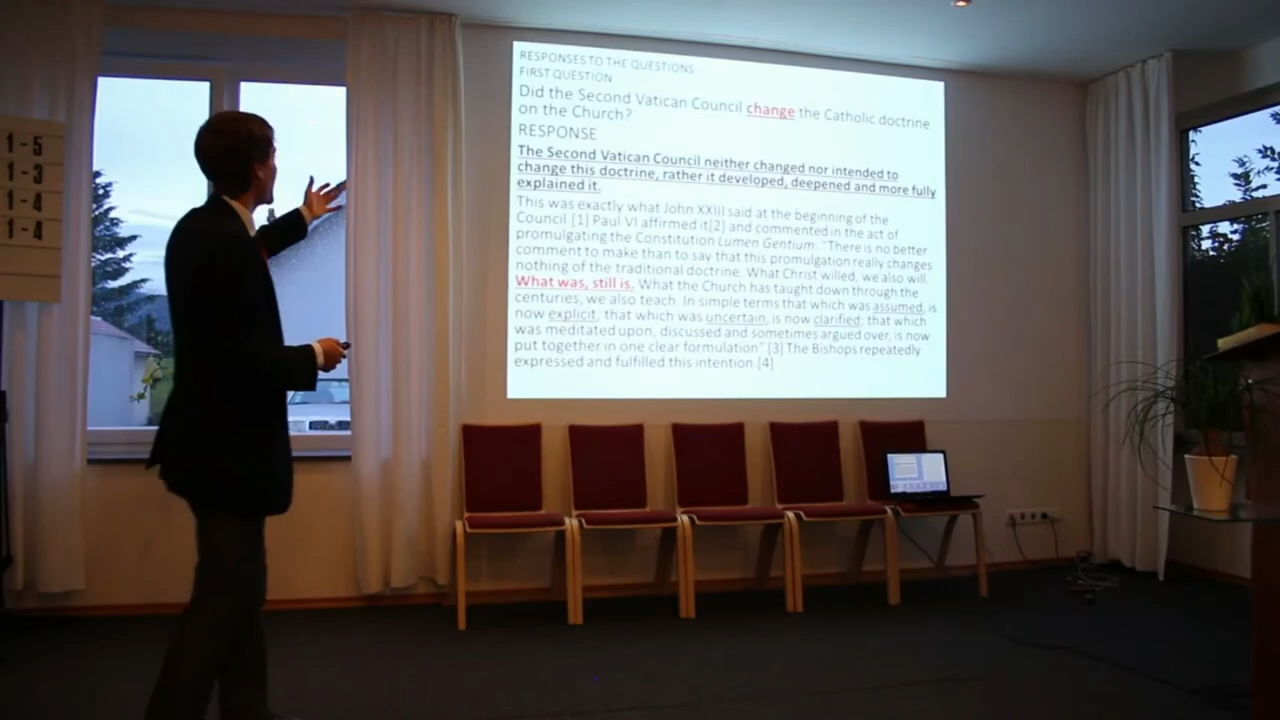 1 - 5
1 - 3
1 - 4
1 - 4
RESPONSES TO THE QUESTIONS
FIRST QUESTION
Did the Second Vatican Council change the Catholic doctrine
on the Church?
RESPONSE
The Second Vatican Council neither changed nor intended to
change this doctrine, rather it developed, deepened and more fully
explained it.
This was exactly what John XXIII said at the beginning of the
Council.[1] Paul VI affirmed it[2] and commented in the act of
promulgating the Constitution Lumen Gentium: "There is no better
comment to make than to say that this promulgation really changes
nothing of the traditional doctrine. What Christ willed, we also will.
What was, still is. What the Church has taught down through the
centuries, we also teach. In simple terms that which was assumed, is
now explicit; that which was uncertain, is now clarified; that which
was meditated upon, discussed and sometimes argued over, is now
put together in one clear formulation".[3] The Bishops repeatedly
expressed and fulfilled this intention.[4]